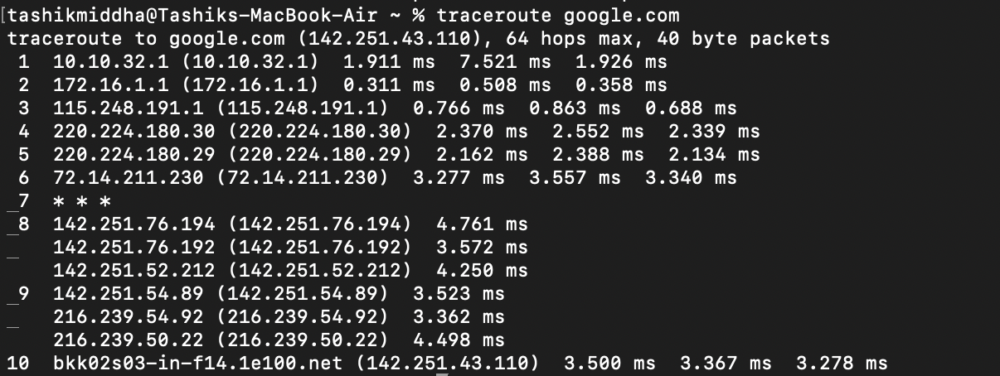 [tashikmiddha@Tashiks-MacBook-Air ~ % traceroute google.com
traceroute to google.com (142.251.43.110), 64 hops max, 40 byte packets
 1  10.10.32.1 (10.10.32.1)  1.911 ms  7.521 ms  1.926 ms
 2  172.16.1.1 (172.16.1.1)  0.311 ms  0.508 ms  0.358 ms
 3  115.248.191.1 (115.248.191.1)  0.766 ms  0.863 ms  0.688 ms
 4  220.224.180.30 (220.224.180.30)  2.370 ms  2.552 ms  2.339 ms
 5  220.224.180.29 (220.224.180.29)  2.162 ms  2.388 ms  2.134 ms
 6  72.14.211.230 (72.14.211.230)  3.277 ms  3.557 ms  3.340 ms
_7  * * *
_8  142.251.76.194 (142.251.76.194)  4.761 ms
_   142.251.76.192 (142.251.76.192)  3.572 ms
    142.251.52.212 (142.251.52.212)  4.250 ms
_9  142.251.54.89 (142.251.54.89)  3.523 ms
_   216.239.54.92 (216.239.54.92)  3.362 ms
    216.239.50.22 (216.239.50.22)  4.498 ms
10  bkk02s03-in-f14.1e100.net (142.251.43.110)  3.500 ms  3.367 ms  3.278 ms